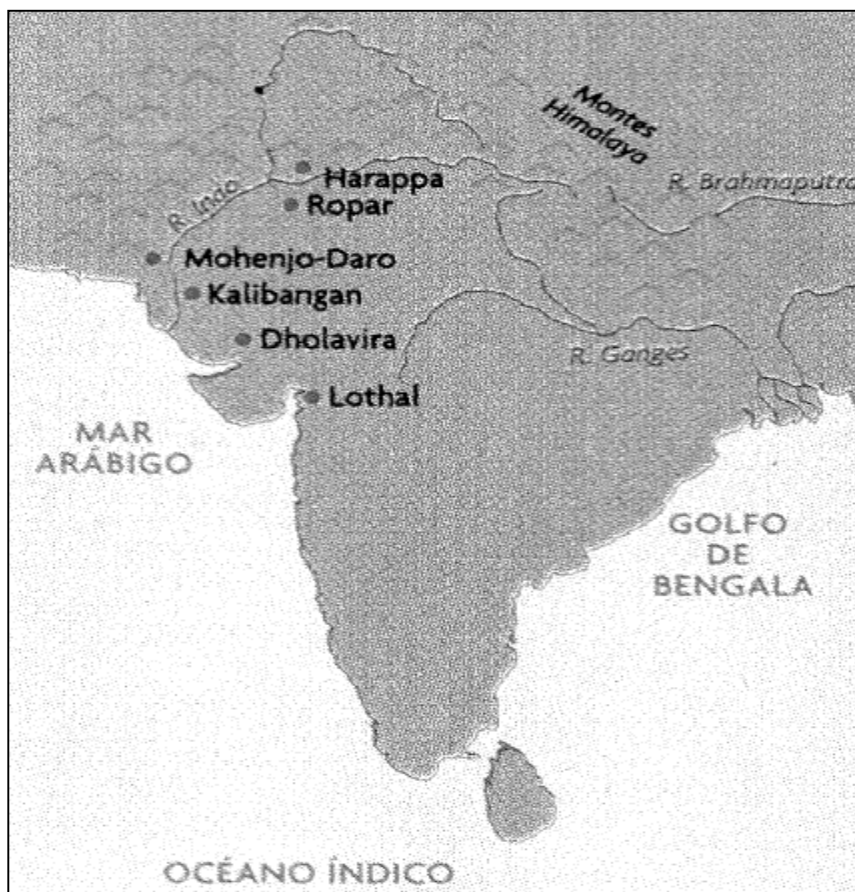 Montes
Himalaya
R. Brahmaputra
Harappa
R. Indo
Ropar
Mohenjo-Daro
Kalibangan
Dholavira
R. Ganges
Lothal
MAR
ARÁBIGO
GOLFO
DE
BENGALA
OCÉANO ÍNDICO